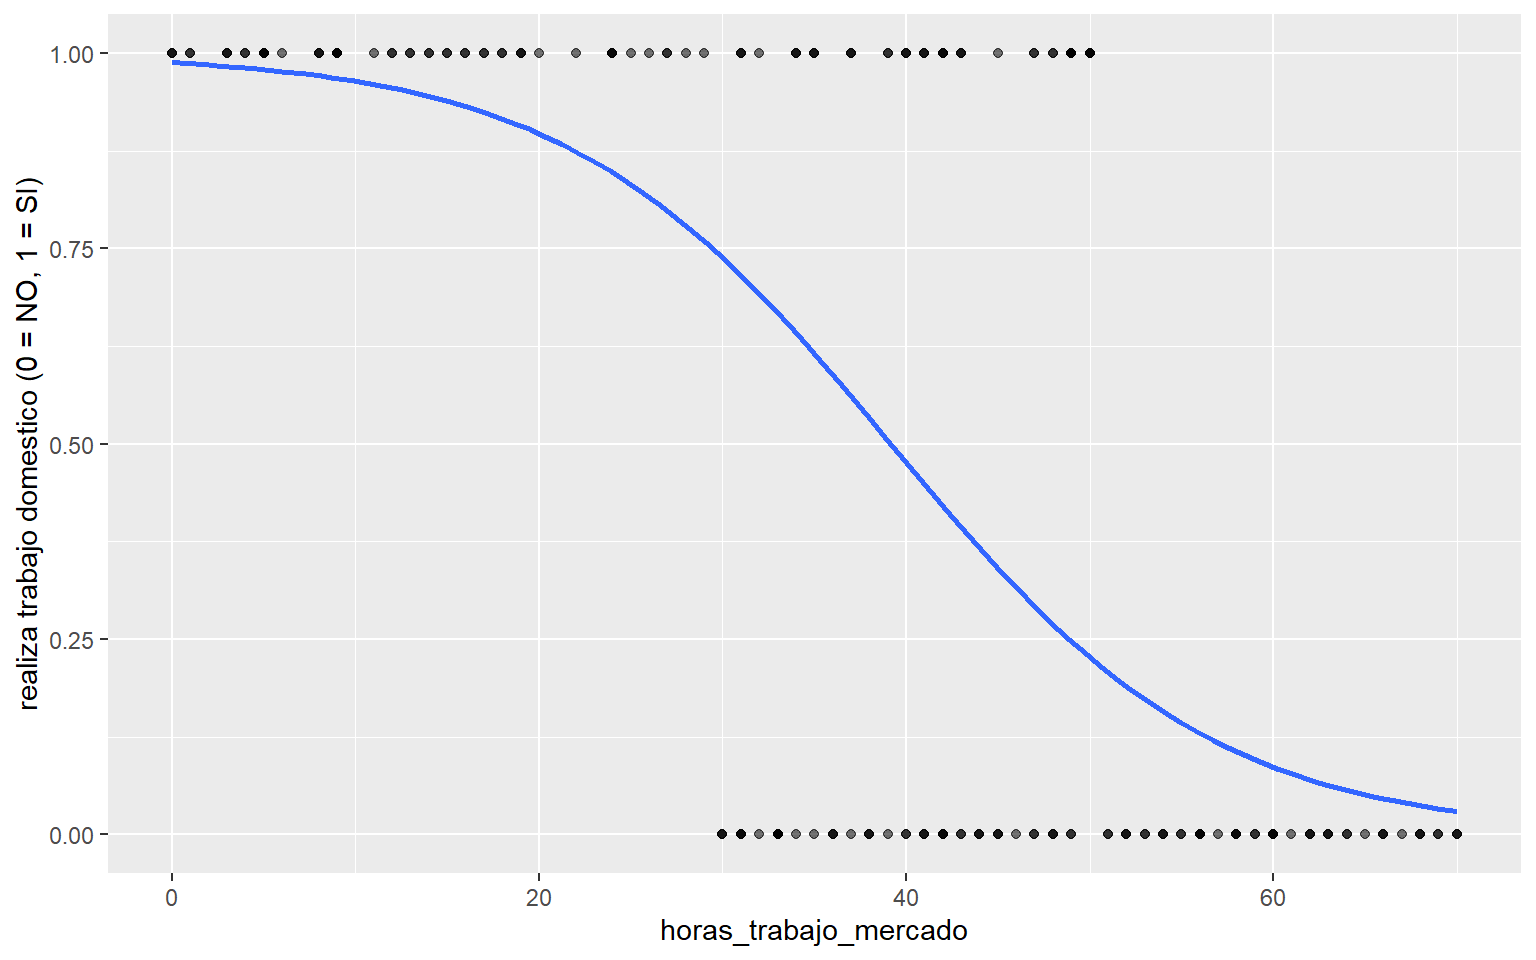 realiza trabajo domestico (0 = NO, 1 = SI)
1.00
0.75
0.50
0.25
0.00
0 20 40 60
horas_trabajo_mercado